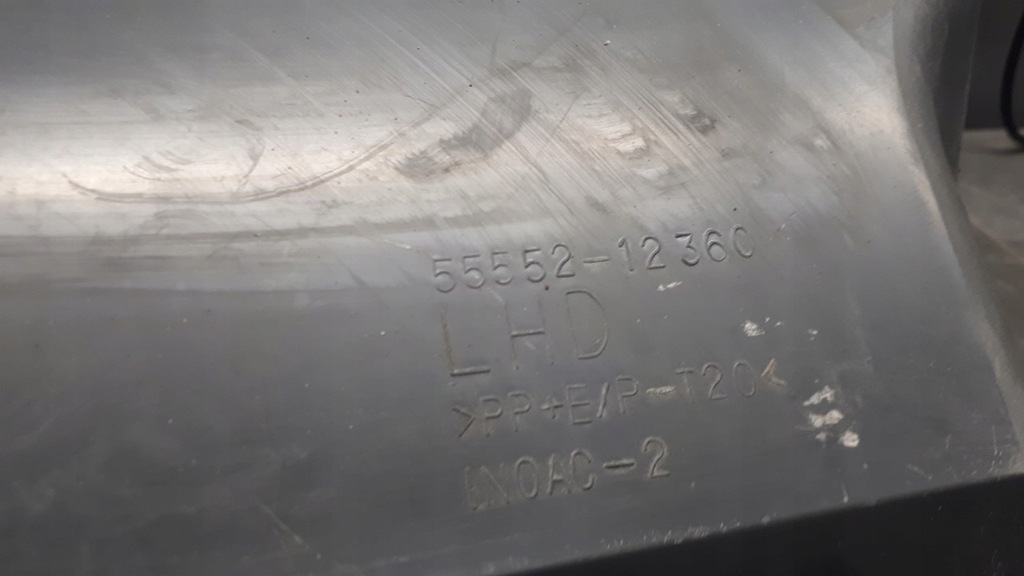 55552-12360
LHD
>PP+E/P-T20<
INOAC-2